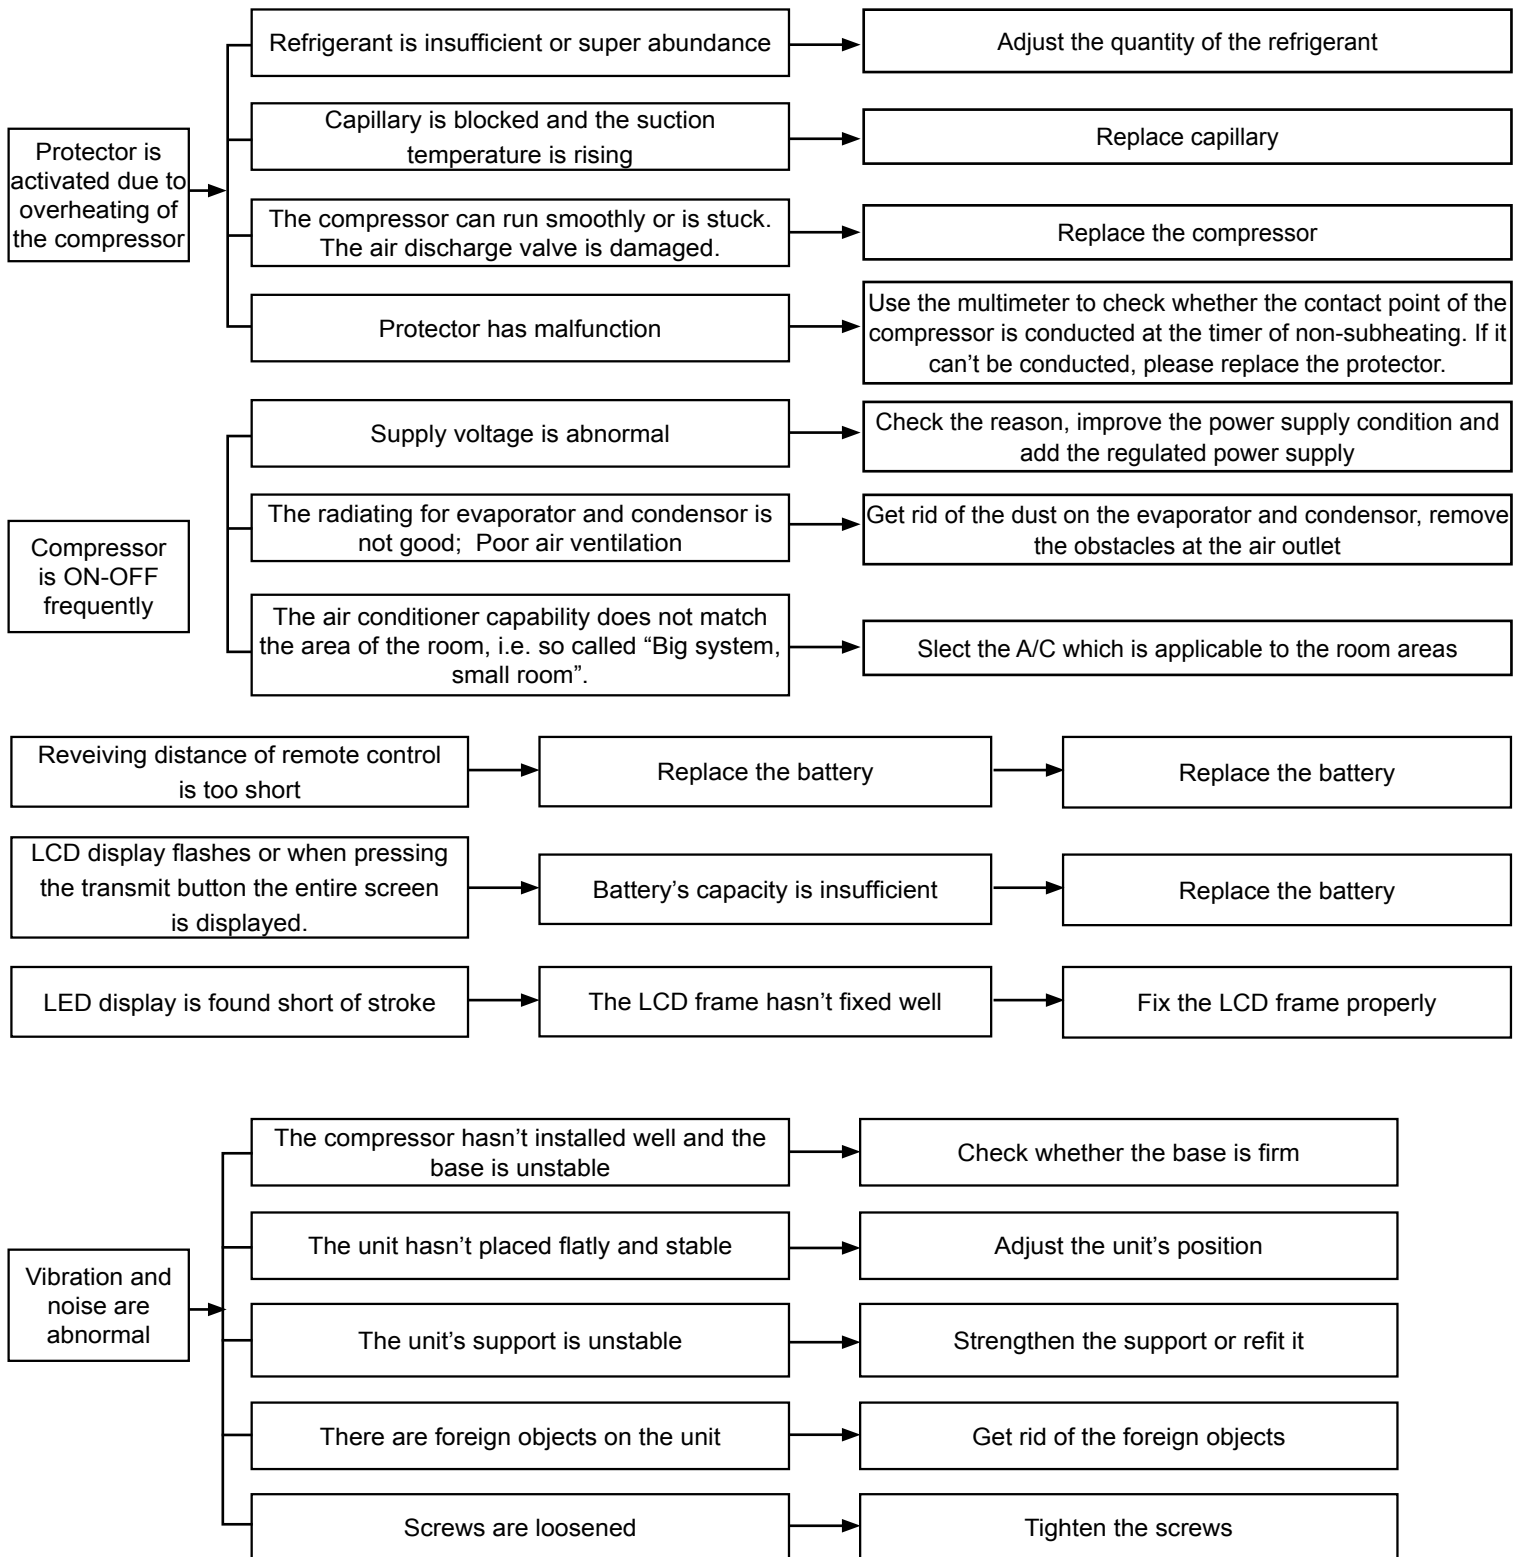 Refrigerant is insufficient or super abundance
Adjust the quantity of the refrigerant
Capillary is blocked and the suction
temperature is rising
Replace capillary
Protector is
activated due to
overheating of
the compressor
The compressor can run smoothly or is stuck.
The air discharge valve is damaged.
Replace the compressor
Protector has malfunction
Use the multimeter to check whether the contact point of the
compressor is conducted at the timer of non-subheating. If it
can’t be conducted, please replace the protector.
Supply voltage is abnormal
Check the reason, improve the power supply condition and
add the regulated power supply
Compressor
is ON-OFF
frequently
The radiating for evaporator and condensor is
not good;  Poor air ventilation
Get rid of the dust on the evaporator and condensor, remove
the obstacles at the air outlet
The air conditioner capability does not match
the area of the room, i.e. so called “Big system,
small room”.
Slect the A/C which is applicable to the room areas
Reveiving distance of remote control
is too short
Replace the battery
Replace the battery
LCD display flashes or when pressing
the transmit button the entire screen
is displayed.
Battery’s capacity is insufficient
Replace the battery
LED display is found short of stroke
The LCD frame hasn’t fixed well
Fix the LCD frame properly
Vibration and
noise are
abnormal
The compressor hasn’t installed well and the
base is unstable
Check whether the base is firm
The unit hasn’t placed flatly and stable
Adjust the unit’s position
The unit’s support is unstable
Strengthen the support or refit it
There are foreign objects on the unit
Get rid of the foreign objects
Screws are loosened
Tighten the screws